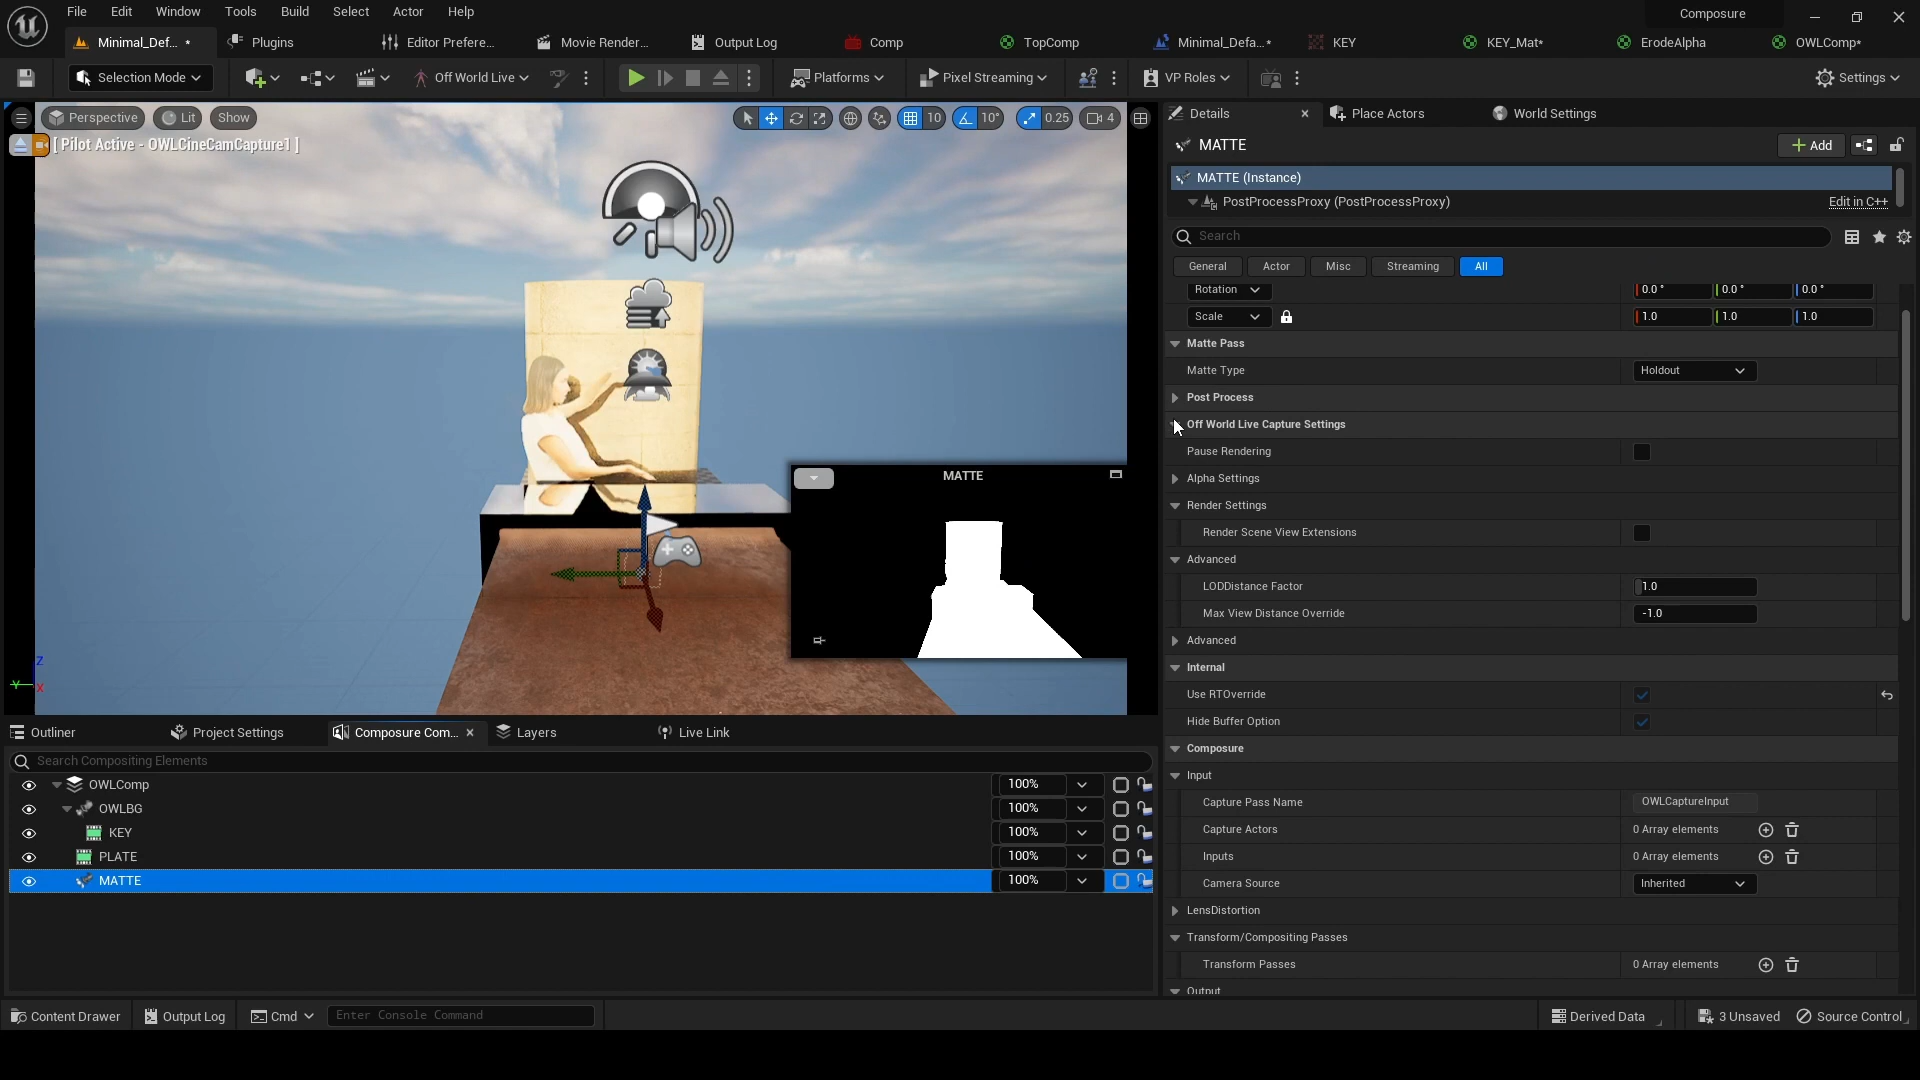 File Edit Window Tools Build Select Actor Help Composure
Minimal_Def... • Plugins Editor Prefere... Movie Render... Output Log Comp TopComp Minimal_Defa...* KEY KEY_Mat* ErodeAlpha OWLComp*
Selection Mode Off World Live Platforms Pixel Streaming VP Roles Settings
Perspective Lit Show 10 10° 0.25 4
[ Pilot Active - OWLCineCamCapture1 ]
MATTE
Z
Y
X
Details Place Actors World Settings
MATTE + Add
MATTE (Instance)
PostProcessProxy (PostProcessProxy) Edit in C++
Search
General Actor Misc Streaming All
Rotation 0.0 ° 0.0 ° 0.0 °
Scale 1.0 1.0 1.0
Matte Pass
Matte Type Holdout
Post Process
Off World Live Capture Settings
Pause Rendering
Alpha Settings
Render Settings
Render Scene View Extensions
Advanced
LODDistance Factor 1.0
Max View Distance Override -1.0
Advanced
Internal
Use RTOverride
Hide Buffer Option
Composure
Input
Capture Pass Name OWLCaptureInput
Capture Actors 0 Array elements
Inputs 0 Array elements
Camera Source Inherited
LensDistortion
Transform/Compositing Passes
Transform Passes 0 Array elements
Output
Outliner Project Settings Composure Com... Layers Live Link
Search Compositing Elements
OWLComp 100%
OWLBG 100%
KEY 100%
PLATE 100%
MATTE 100%
Content Drawer Output Log Cmd Enter Console Command Derived Data 3 Unsaved Source Control